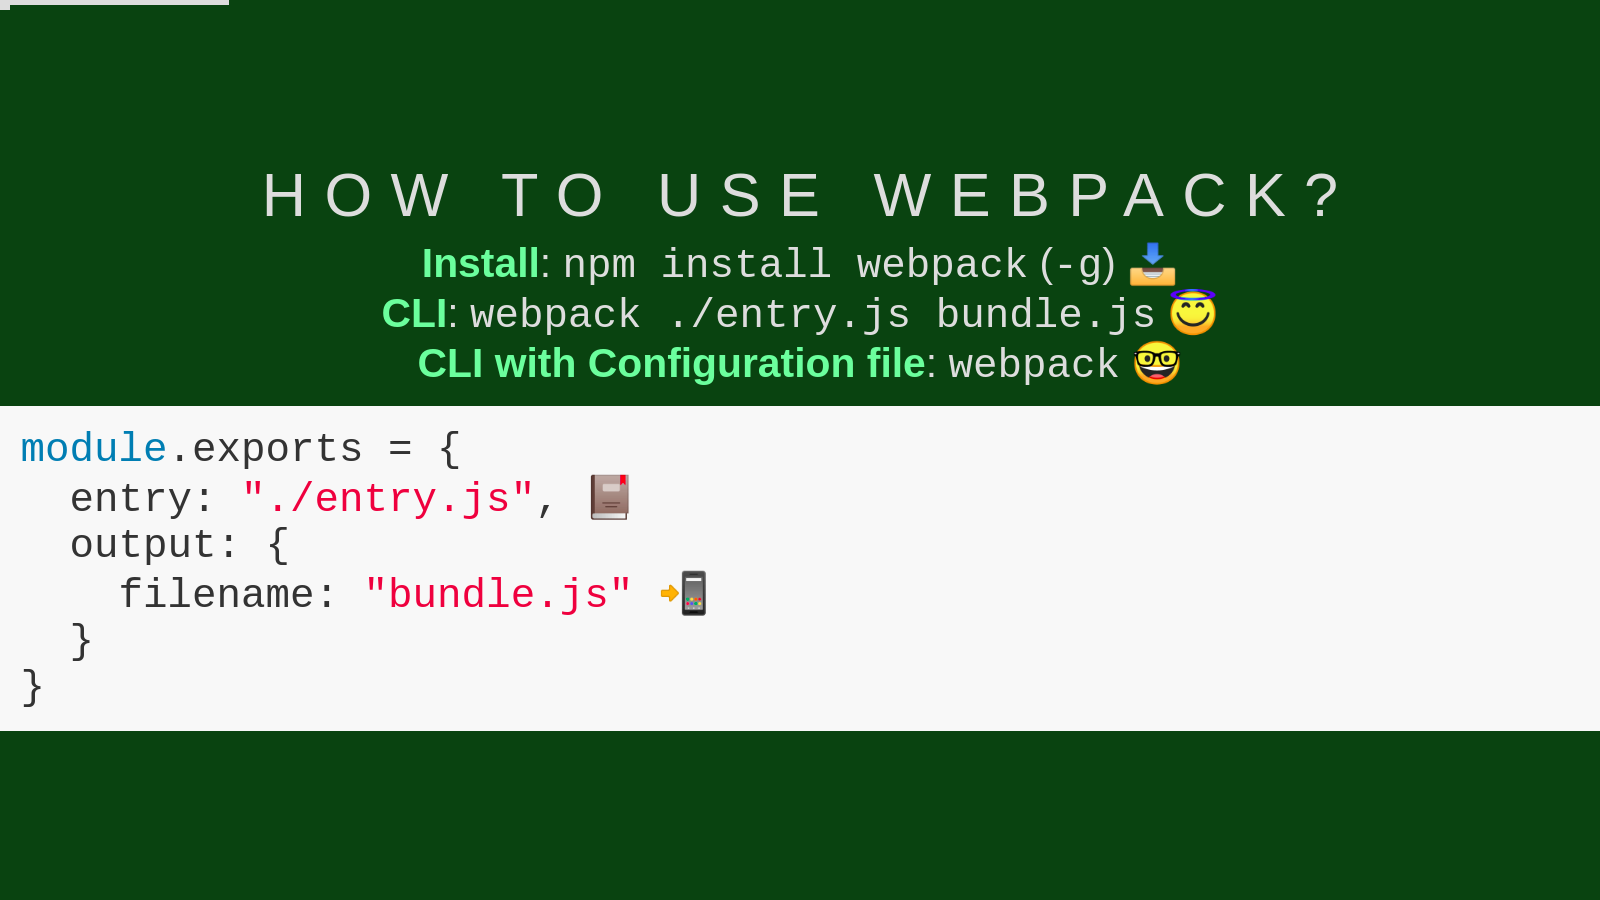 HOW TO USE WEBPACK?
Install: npm install webpack (-g) 📥
CLI: webpack ./entry.js bundle.js 😇
CLI with Configuration file: webpack 🤓
module.exports = {
  entry: "./entry.js", 📕
  output: {
    filename: "bundle.js" 📲
  }
}